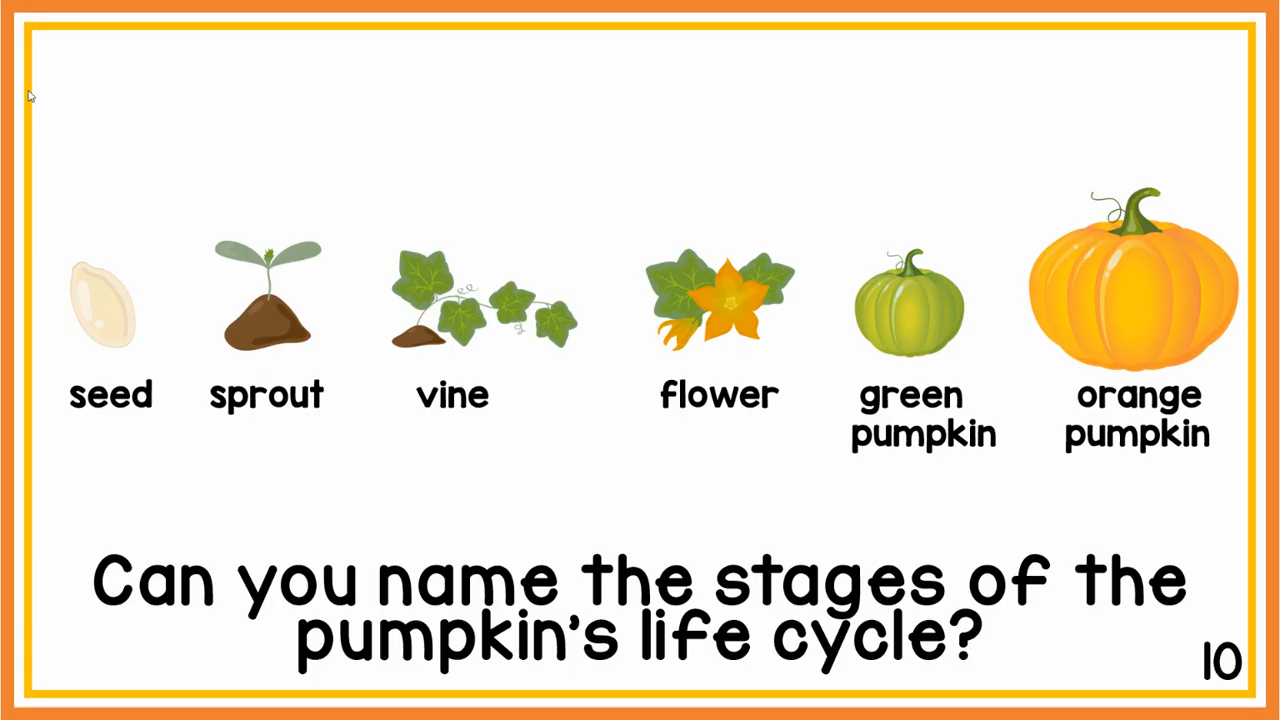 seed sprout vine flower green orange
pumpkin pumpkin
Can you name the stages of the
pumpkin's life cycle?
10